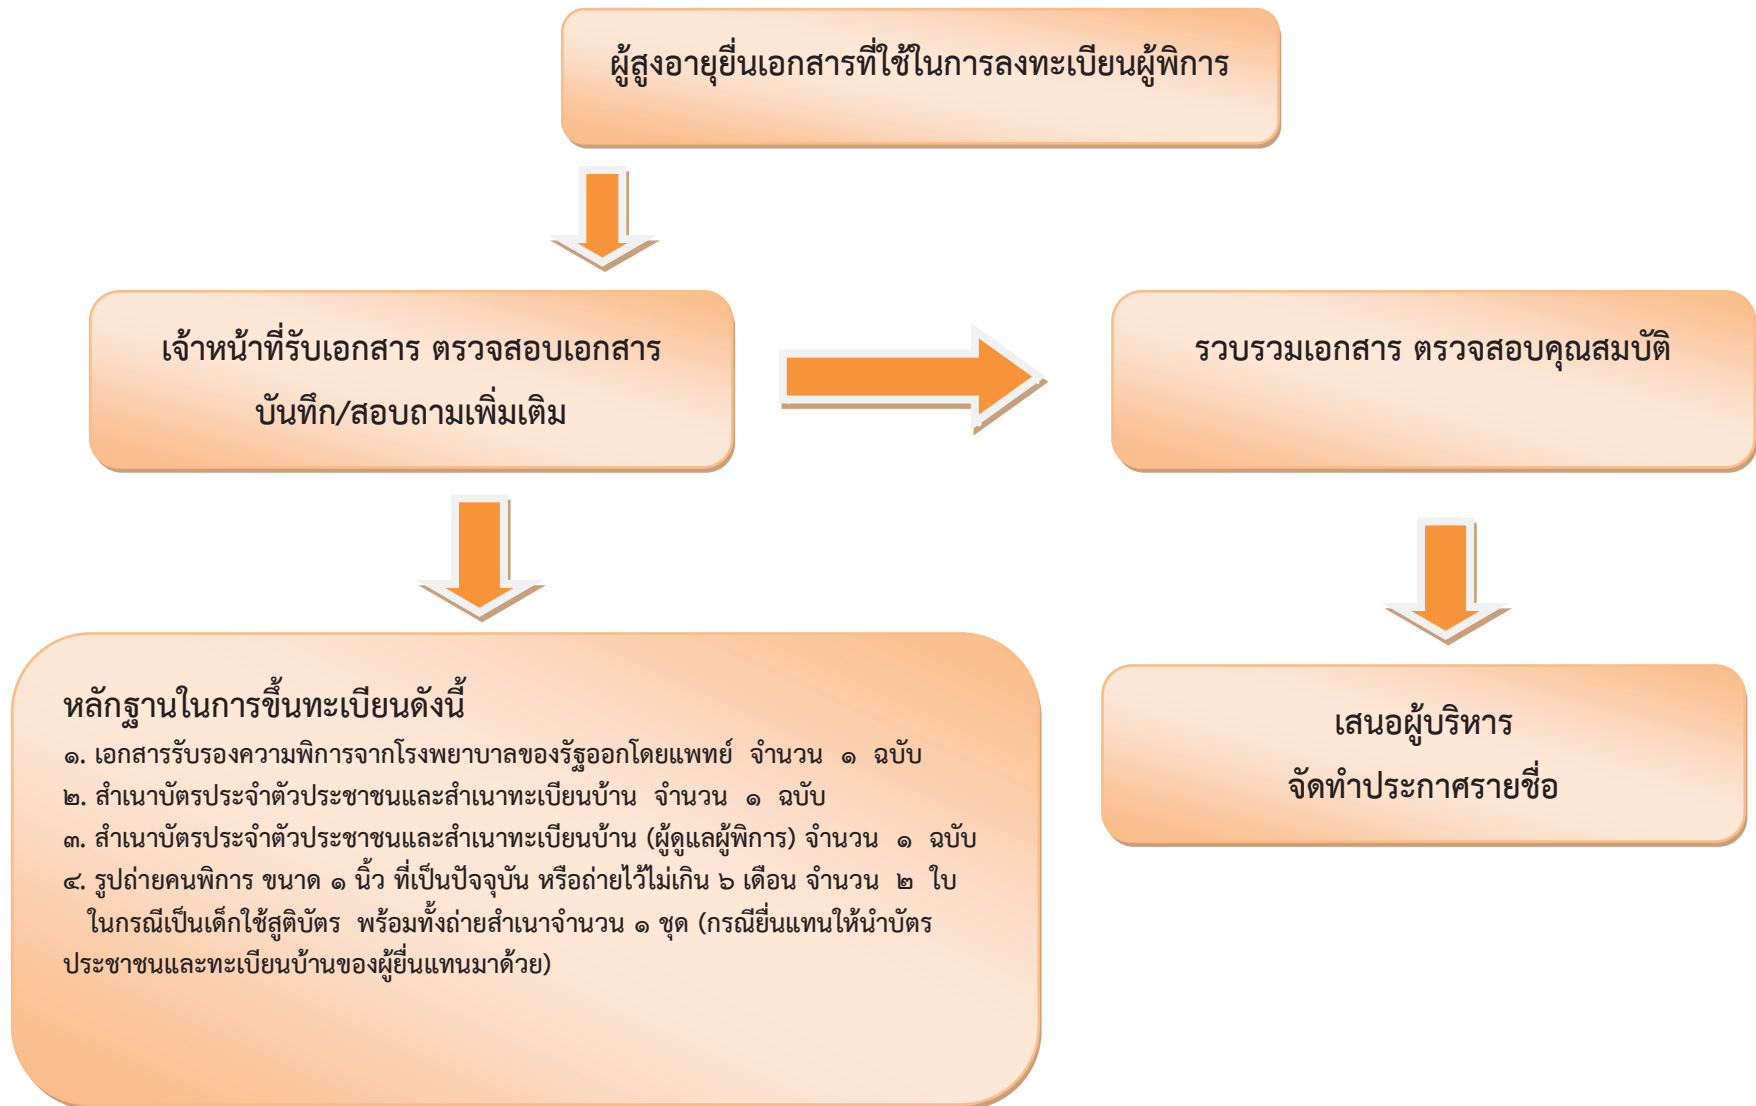 ผู้สูงอายุยื่นเอกสารที่ใช้ในการลงทะเบียนผู้พิการ
เจ้าหน้าที่รับเอกสาร ตรวจสอบเอกสาร
บันทึก/สอบถามเพิ่มเติม
รวบรวมเอกสาร ตรวจสอบคุณสมบัติ
หลักฐานในการขึ้นทะเบียนดังนี้
๑. เอกสารรับรองความพิการจากโรงพยาบาลของรัฐออกโดยแพทย์ จำนวน ๑ ฉบับ
๒. สำเนาบัตรประจำตัวประชาชนและสำเนาทะเบียนบ้าน จำนวน ๑ ฉบับ
๓. สำเนาบัตรประจำตัวประชาชนและสำเนาทะเบียนบ้าน (ผู้ดูแลผู้พิการ) จำนวน ๑ ฉบับ
๔. รูปถ่ายคนพิการ ขนาด ๑ นิ้ว ที่เป็นปัจจุบัน หรือถ่ายไว้ไม่เกิน ๖ เดือน จำนวน ๒ ใบ
ในกรณีเป็นเด็กใช้สูติบัตร พร้อมทั้งถ่ายสำเนาจำนวน ๑ ชุด (กรณียื่นแทนให้นำบัตร
ประชาชนและทะเบียนบ้านของผู้ยื่นแทนมาด้วย)
เสนอผู้บริหาร
จัดทำประกาศรายชื่อ